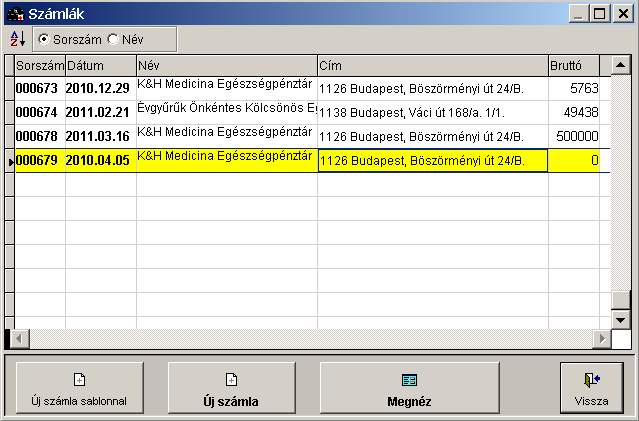 Számlák
Sorszám Név
Sorszám Dátum Név Cím Bruttó
000673 2010.12.29 K&H Medicina Egészségpénztár 1126 Budapest, Böszörményi út 24/B. 5763
000674 2011.02.21 Évgyűrűk Önkéntes Kölcsönös Eg 1138 Budapest, Váci út 168/a. 1/1. 49438
000678 2011.03.16 K&H Medicina Egészségpénztár 1126 Budapest, Böszörményi út 24/B. 500000
000679 2010.04.05 K&H Medicina Egészségpénztár 1126 Budapest, Böszörményi út 24/B. 0
Új számla sablonnal Új számla Megnéz Vissza